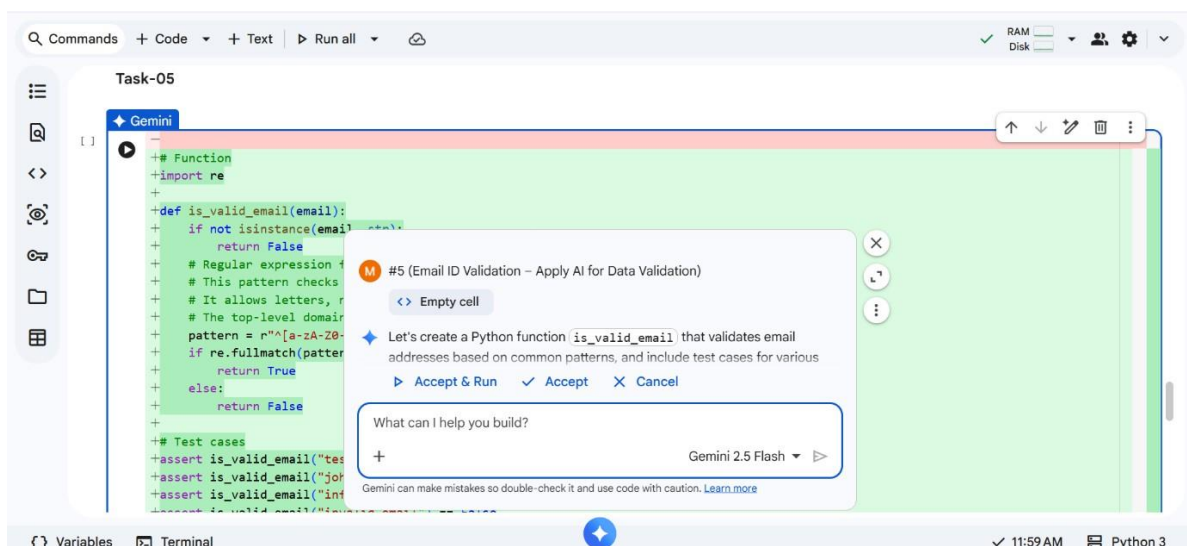 Commands + Code + Text Run all RAM
Disk
Task-05
Gemini
[ ]
-
+# Function
+import re
+
+def is_valid_email(email):
+ if not isinstance(email, str):
+ return False
+ # Regular expression f
+ # This pattern checks
+ # It allows letters,
+ # The top-level domain
+ pattern = r"^[a-zA-Z0-
+ if re.fullmatch(patter
+ return True
+ else:
+ return False
+
+# Test cases
+assert is_valid_email("tes
+assert is_valid_email("joh
+assert is_valid_email("inf
M #5 (Email ID Validation – Apply AI for Data Validation)
<> Empty cell
Let's create a Python function is_valid_email that validates email
addresses based on common patterns, and include test cases for various
Accept & Run Accept Cancel
What can I help you build?
+ Gemini 2.5 Flash
Gemini can make mistakes so double-check it and use code with caution. Learn more
{} Variables Terminal 11:59 AM Python 3